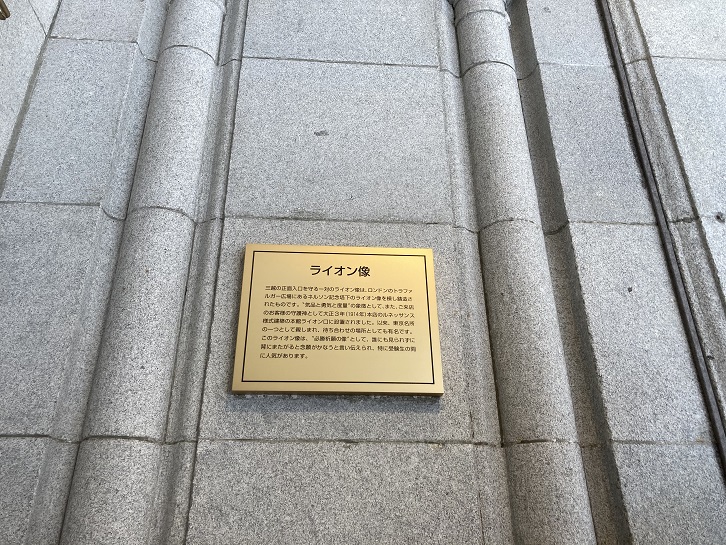 ライオン像
三越の正面入口を守る一対のライオン像は、ロンドンのトラファ
ルガー広場にあるネルソン記念塔下のライオン像を模し鋳造さ
れたものです。“気品と勇気と度量”の象徴として、また、ご来店
のお客様の守護神として大正3年(1914年)本店のルネッサンス
様式建築の本館ライオン口に設置されました。以来、東京名所
の一つとして親しまれ、待ち合わせの場所としても有名です。
このライオン像は、“必勝祈願の像”として、誰にも見られずに
背にまたがると念願がかなうと言い伝えられ、特に受験生の間
に人気があります。